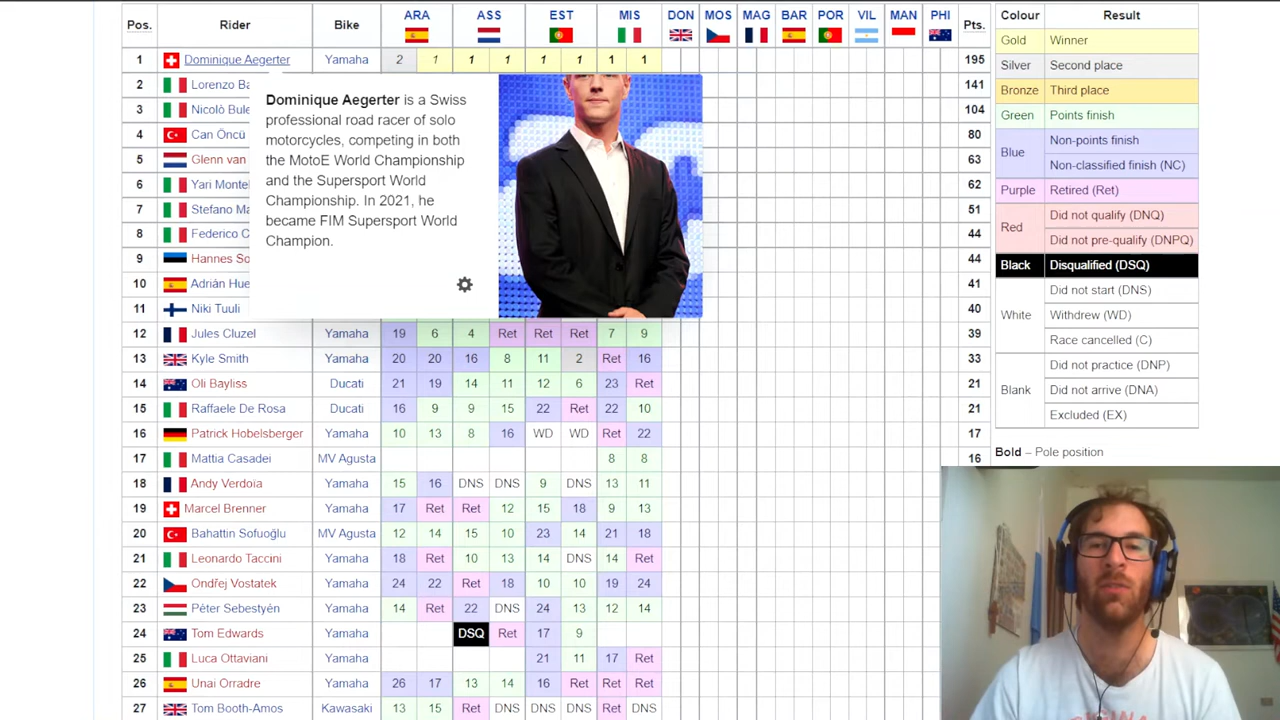 Pos. Rider Bike ARA ASS EST MIS DON MOS MAG BAR POR VIL MAN PHI Pts.
1 Dominique Aegerter Yamaha 2 1 1 1 1 1 1 1 195
2 Lorenzo Ba 141
3 Nicolò Bule 104
4 Can Öncü 80
5 Glenn van 63
6 Yari Monte 62
7 Stefano Ma 51
8 Federico C 44
9 Hannes So 44
10 Adrián Hue 41
11 Niki Tuuli 40
Dominique Aegerter is a Swiss
professional road racer of solo
motorcycles, competing in both
the MotoE World Championship
and the Supersport World
Championship. In 2021, he
became FIM Supersport World
Champion.
12 Jules Cluzel Yamaha 19 6 4 Ret Ret Ret 7 9 39
13 Kyle Smith Yamaha 20 20 16 8 11 2 Ret 16 33
14 Oli Bayliss Ducati 21 19 14 11 12 6 23 Ret 21
15 Raffaele De Rosa Ducati 16 9 9 15 22 Ret 22 10 21
16 Patrick Hobelsberger Yamaha 10 13 8 16 WD WD Ret 22 17
17 Mattia Casadei MV Agusta 8 8 16
18 Andy Verdoïa Yamaha 15 16 DNS DNS 9 DNS 13 11
19 Marcel Brenner Yamaha 17 Ret Ret 12 15 18 9 13
20 Bahattin Sofuoğlu MV Agusta 12 14 15 10 23 14 21 18
21 Leonardo Taccini Yamaha 18 Ret 10 13 14 DNS 14 Ret
22 Ondřej Vostatek Yamaha 24 22 Ret 18 10 10 19 24
23 Péter Sebestyén Yamaha 14 Ret 22 DNS 24 13 12 14
24 Tom Edwards Yamaha DSQ Ret 17 9
25 Luca Ottaviani Yamaha 21 11 17 Ret
26 Unai Orradre Yamaha 26 17 13 14 16 Ret Ret Ret
27 Tom Booth-Amos Kawasaki 13 15 Ret DNS DNS DNS Ret DNS
Colour Result
Gold Winner
Silver Second place
Bronze Third place
Green Points finish
Blue Non-points finish
Non-classified finish (NC)
Purple Retired (Ret)
Red Did not qualify (DNQ)
Did not pre-qualify (DNPQ)
Black Disqualified (DSQ)
White Did not start (DNS)
Withdrew (WD)
Race cancelled (C)
Blank Did not practice (DNP)
Did not arrive (DNA)
Excluded (EX)
Bold – Pole position